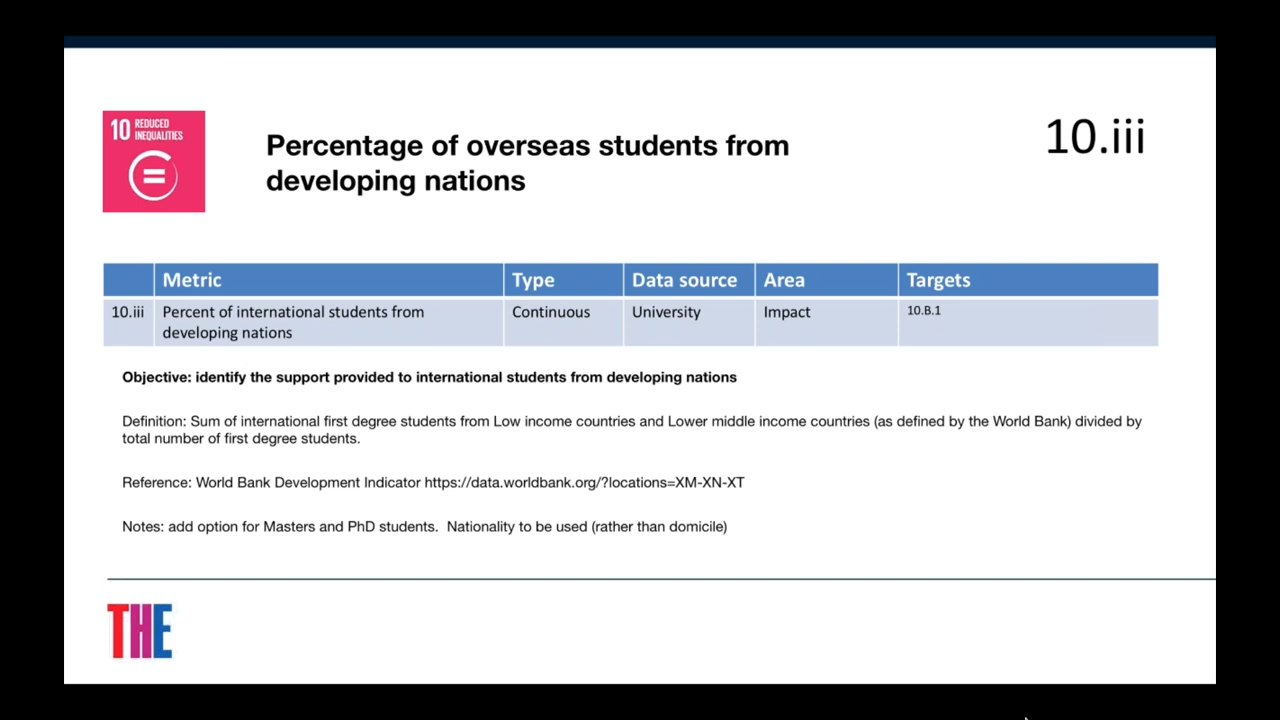 10 REDUCED
INEQUALITIES
Percentage of overseas students from
developing nations
10.iii
Metric Type Data source Area Targets
10.iii Percent of international students from Continuous University Impact 10.B.1
developing nations
Objective: identify the support provided to international students from developing nations
Definition: Sum of international first degree students from Low income countries and Lower middle income countries (as defined by the World Bank) divided by
total number of first degree students.
Reference: World Bank Development Indicator https://data.worldbank.org/?locations=XM-XN-XT
Notes: add option for Masters and PhD students.  Nationality to be used (rather than domicile)
THE